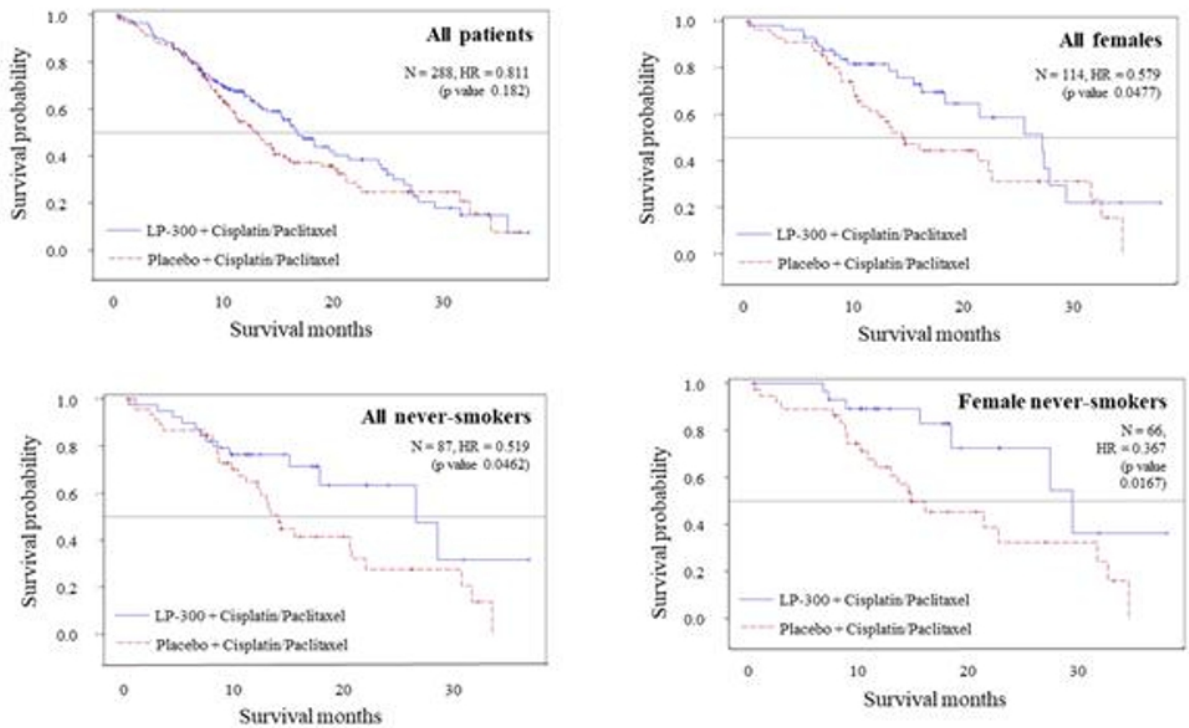 All patients
N = 288, HR = 0.811
(p value 0.182)
Survival probability
1.0
0.8
0.6
0.4
0.2
0.0
LP-300 + Cisplatin/Paclitaxel
Placebo + Cisplatin/Paclitaxel
0 10 20 30
Survival months
All females
N = 114, HR = 0.579
(p value 0.0477)
Survival probability
1.0
0.8
0.6
0.4
0.2
0.0
LP-300 + Cisplatin/Paclitaxel
Placebo + Cisplatin/Paclitaxel
0 10 20 30
Survival months
All never-smokers
N = 87, HR = 0.519
(p value 0.0462)
Survival probability
1.0
0.8
0.6
0.4
0.2
0.0
LP-300 + Cisplatin/Paclitaxel
Placebo + Cisplatin/Paclitaxel
0 10 20 30
Survival months
Female never-smokers
N = 66,
HR = 0.367
(p value
0.0167)
Survival probability
1.0
0.8
0.6
0.4
0.2
0.0
LP-300 + Cisplatin/Paclitaxel
Placebo + Cisplatin/Paclitaxel
0 10 20 30
Survival months